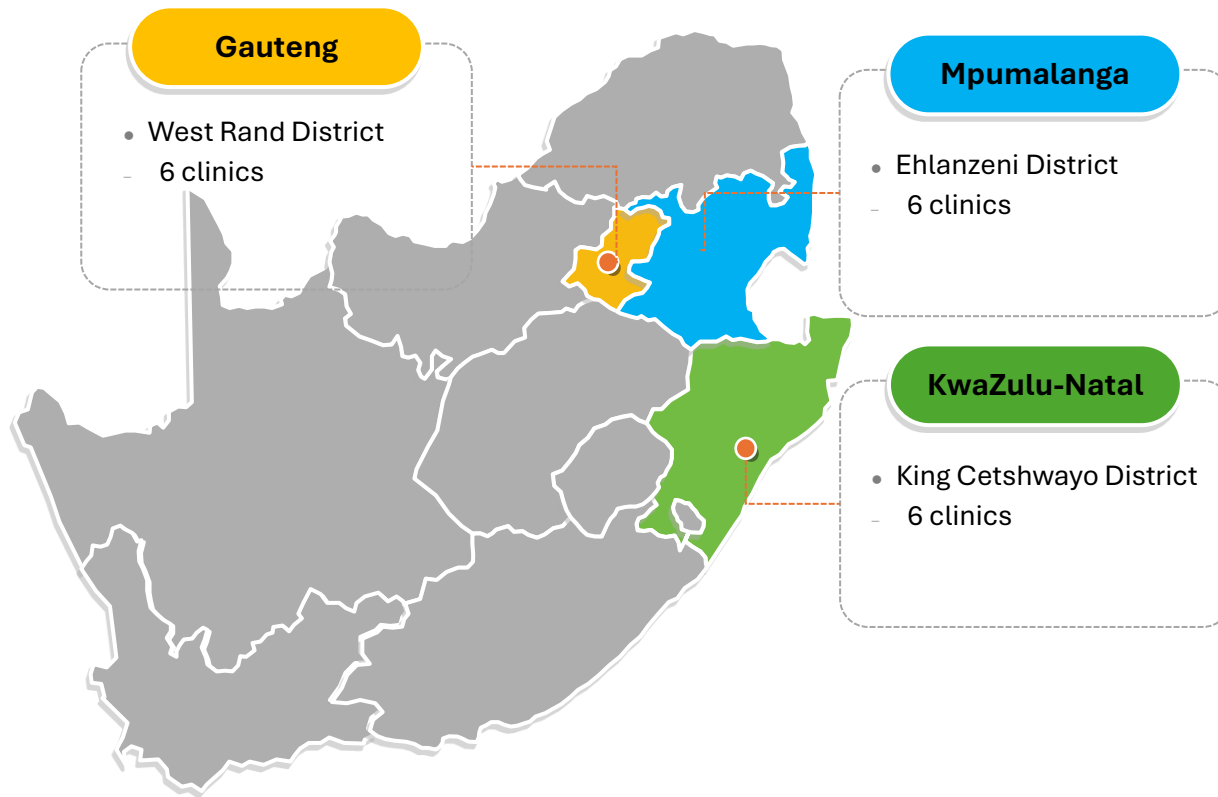 Gauteng
• West Rand District
– 6 clinics
Mpumalanga
• Ehlanzeni District
– 6 clinics
KwaZulu-Natal
• King Cetshwayo District
– 6 clinics